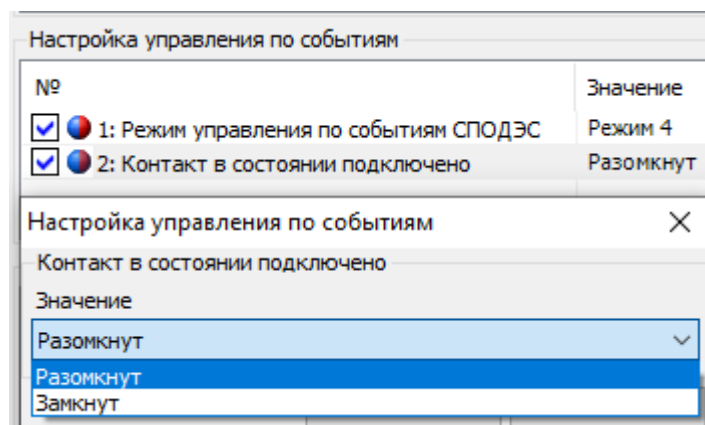 Настройка управления по событиям
№ Значение
1: Режим управления по событиям СПОДЭС Режим 4
2: Контакт в состоянии подключено Разомкнут
Настройка управления по событиям
Контакт в состоянии подключено
Значение
Разомкнут
Разомкнут
Замкнут